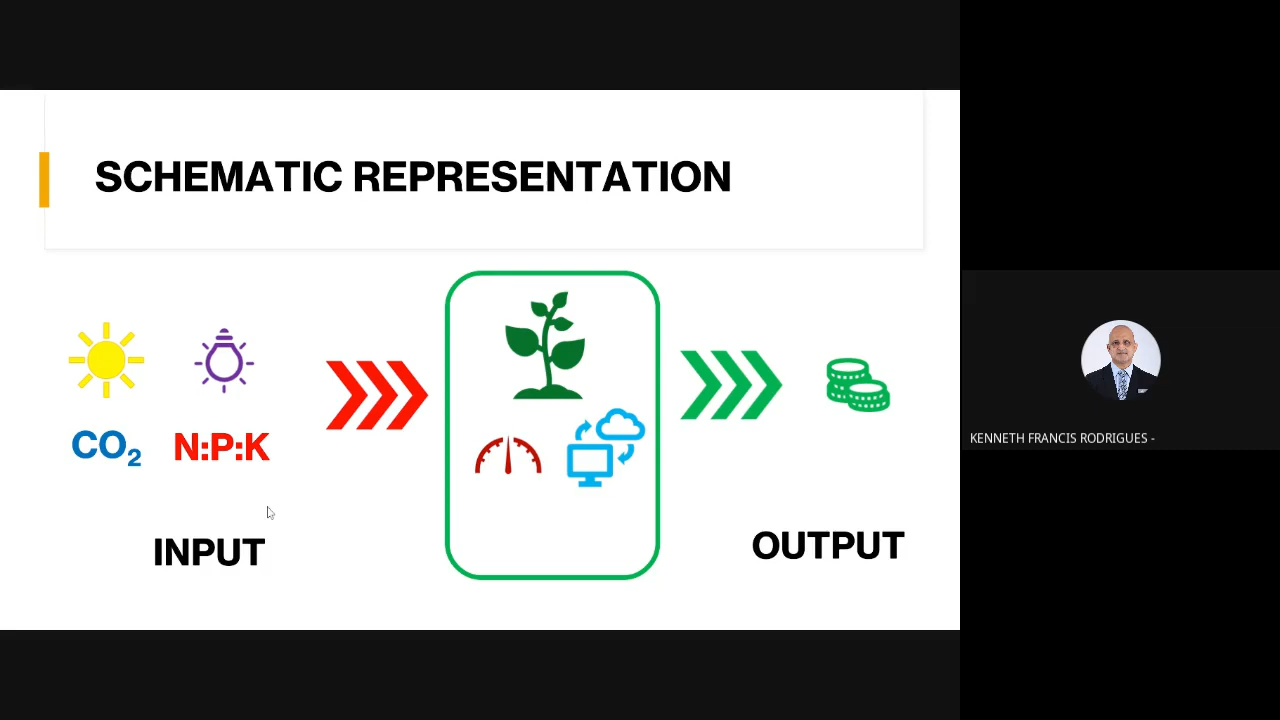 SCHEMATIC REPRESENTATION
CO₂ N:P:K
INPUT
OUTPUT
KENNETH FRANCIS RODRIGUES -